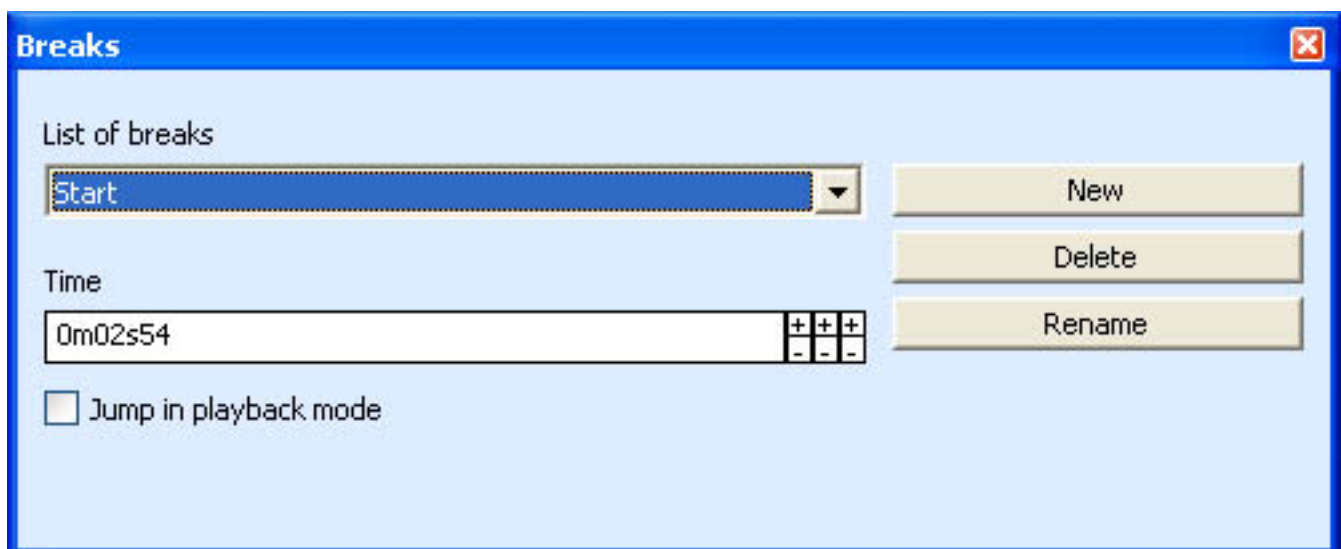 Breaks
List of breaks
Start
New
Delete
Time
0m02s54
+ + +
- - -
Rename
Jump in playback mode